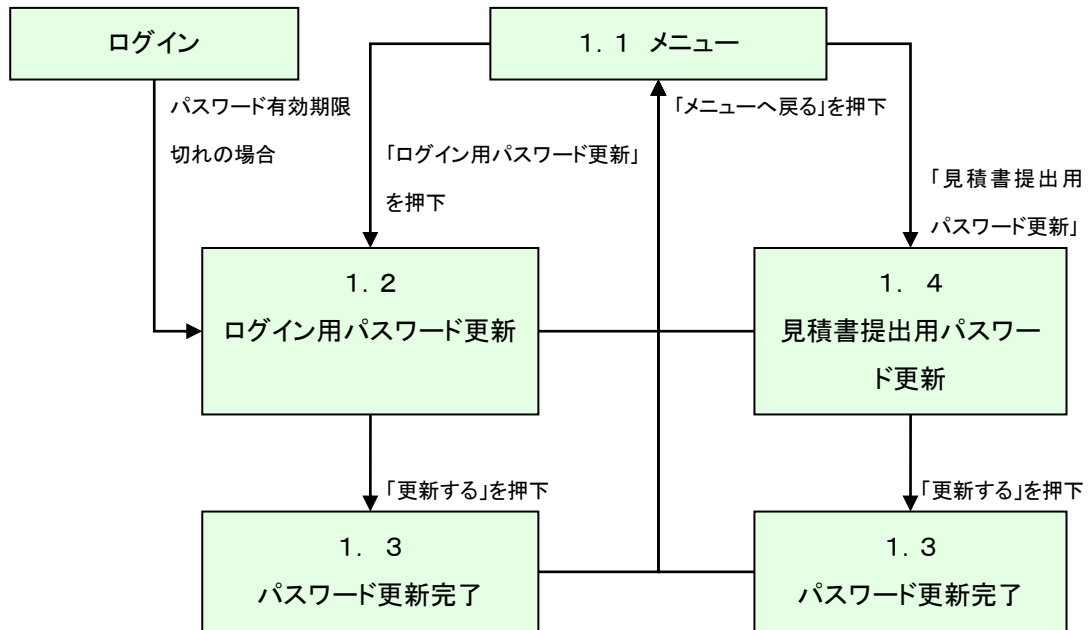 ログイン
1．1 メニュー
パスワード有効期限
切れの場合
「メニューへ戻る」を押下
「ログイン用パスワード更新」
を押下
「見積書提出用
パスワード更新」
1．2
ログイン用パスワード更新
1． 4
見積書提出用パスワー
ド更新
「更新する」を押下
「更新する」を押下
1． 3
パスワード更新完了
1．3
パスワード更新完了